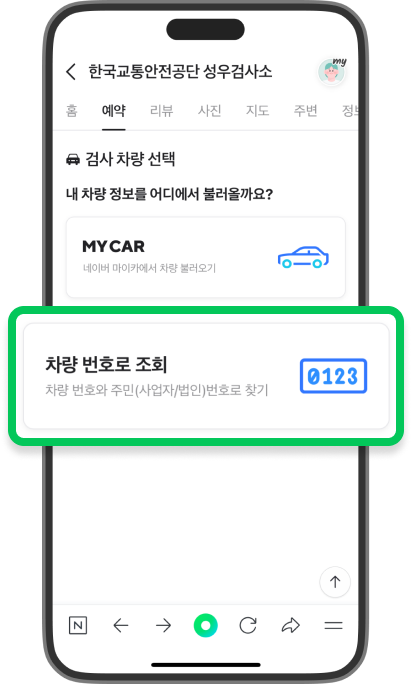 한국교통안전공단 성우검사소
my
홈 예약 리뷰 사진 지도 주변 정보
검사 차량 선택
내 차량 정보를 어디에서 불러올까요?
MY CAR
네이버 마이카에서 차량 불러오기
차량 번호로 조회
차량 번호와 주민(사업자/법인)번호로 찾기
0123
N